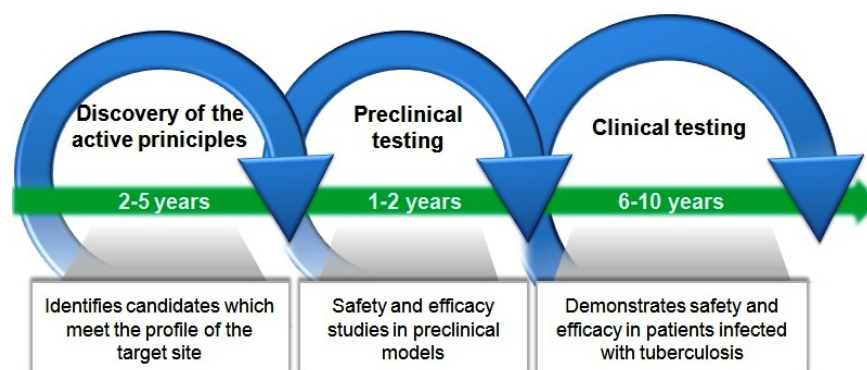 Discovery of the
active priniciples
2-5 years
Identifies candidates which
meet the profile of the
target site
Preclinical
testing
1-2 years
Safety and efficacy
studies in preclinical
models
Clinical testing
6-10 years
Demonstrates safety and
efficacy in patients infected
with tuberculosis